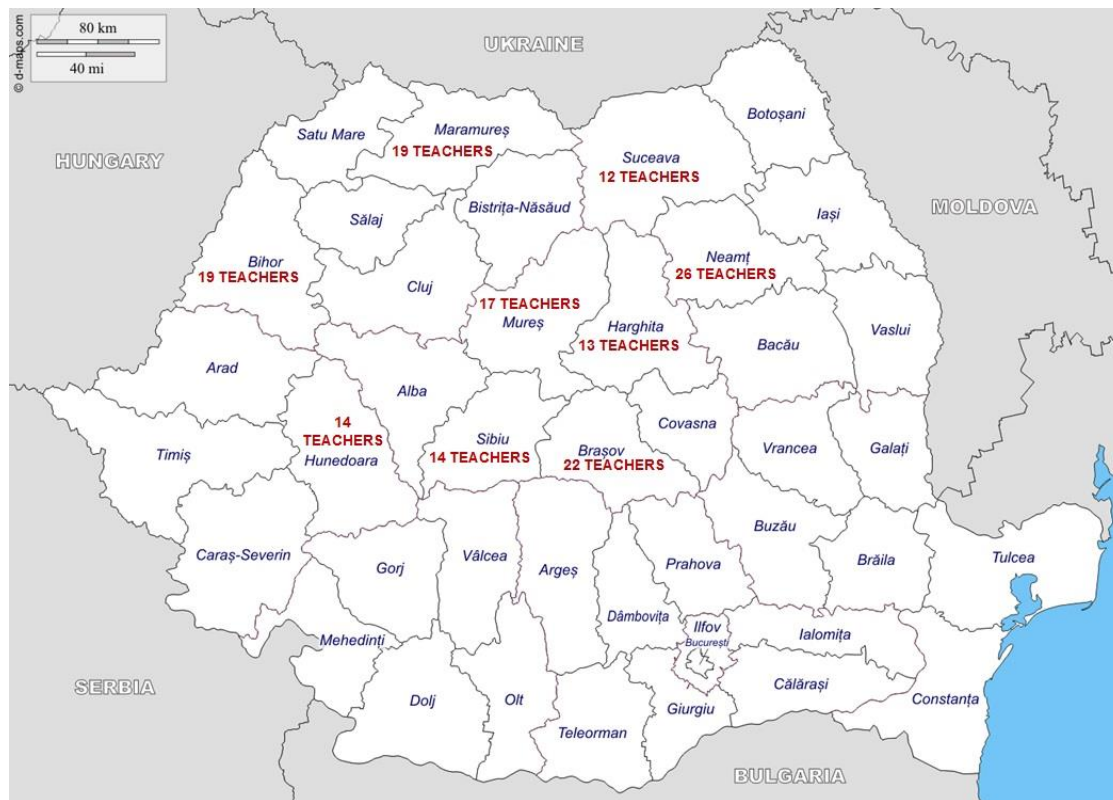 80 km
40 mi
© d-maps.com
UKRAINE
HUNGARY
MOLDOVA
SERBIA
BULGARIA
Satu Mare
Maramureș
19 TEACHERS
Suceava
12 TEACHERS
Botoșani
Sălaj
Bistrița-Năsăud
Iași
Bihor
19 TEACHERS
Cluj
Neamț
26 TEACHERS
17 TEACHERS
Mureș
Harghita
13 TEACHERS
Bacău
Vaslui
Arad
Alba
14
TEACHERS
Hunedoara
Sibiu
14 TEACHERS
Brașov
22 TEACHERS
Covasna
Vrancea
Galați
Timiș
Caraș-Severin
Gorj
Vâlcea
Argeș
Dâmbovița
Prahova
Buzău
Brăila
Tulcea
Mehedinți
Ilfov
București
Ialomița
Dolj
Olt
Teleorman
Giurgiu
Călărași
Constanța